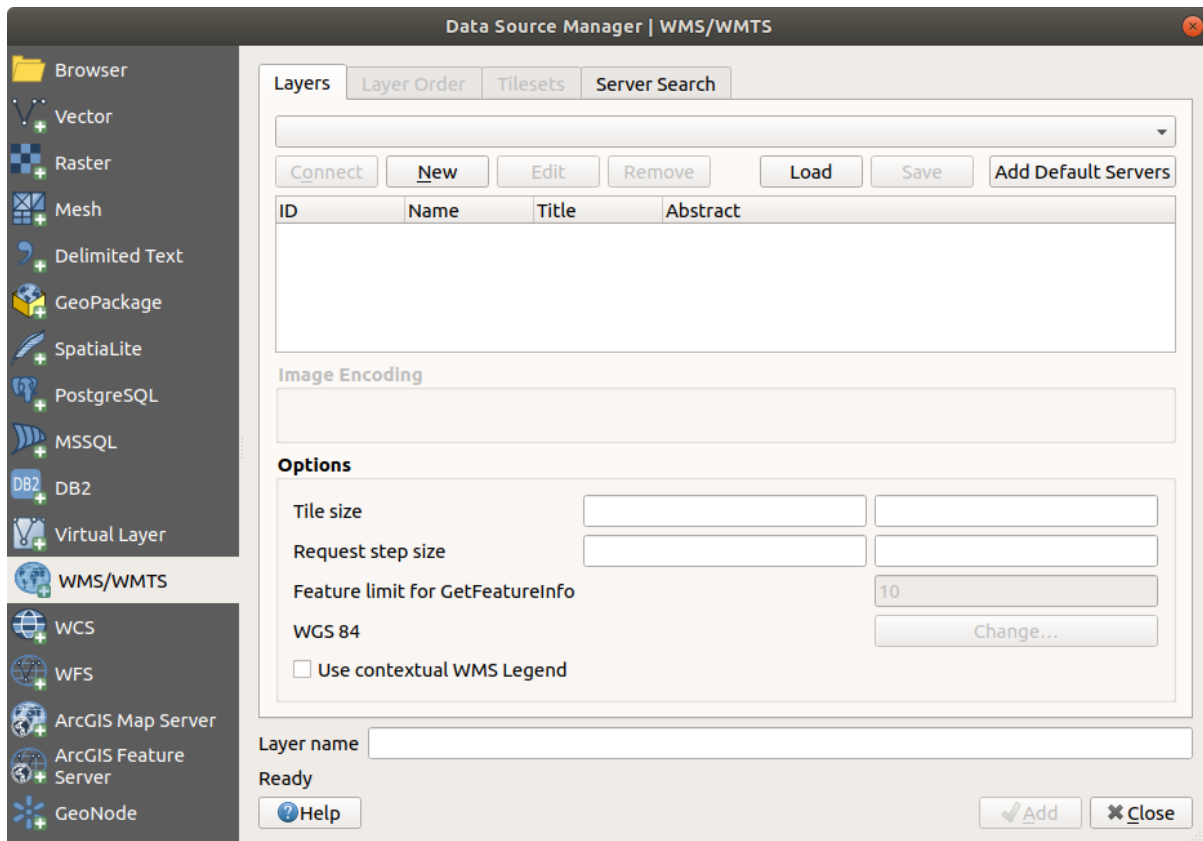 Data Source Manager | WMS/WMTS
Browser
Vector
Raster
Mesh
Delimited Text
GeoPackage
SpatiaLite
PostgreSQL
MSSQL
DB2
DB2
Virtual Layer
WMS/WMTS
WCS
WFS
ArcGIS Map Server
ArcGIS Feature
Server
GeoNode
Layers Layer Order Tilesets Server Search
Connect New Edit Remove Load Save Add Default Servers
ID Name Title Abstract
Image Encoding
Options
Tile size
Request step size
Feature limit for GetFeatureInfo 10
WGS 84 Change...
Use contextual WMS Legend
Layer name
Ready
Help Add Close